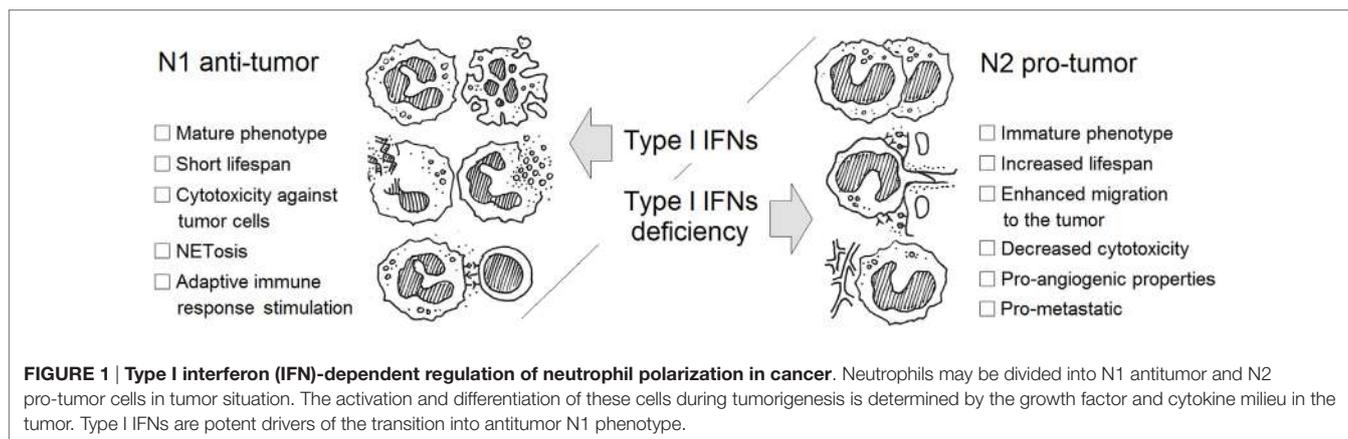 N1 anti-tumor
☐ Mature phenotype
☐ Short lifespan
☐ Cytotoxicity against
tumor cells
☐ NETosis
☐ Adaptive immune
response stimulation
Type I IFNs
Type I IFNs
deficiency
N2 pro-tumor
☐ Immature phenotype
☐ Increased lifespan
☐ Enhanced migration
to the tumor
☐ Decreased cytotoxicity
☐ Pro-angiogenic properties
☐ Pro-metastatic
FIGURE 1 | Type I interferon (IFN)-dependent regulation of neutrophil polarization in cancer. Neutrophils may be divided into N1 antitumor and N2
pro-tumor cells in tumor situation. The activation and differentiation of these cells during tumorigenesis is determined by the growth factor and cytokine milieu in the
tumor. Type I IFNs are potent drivers of the transition into antitumor N1 phenotype.